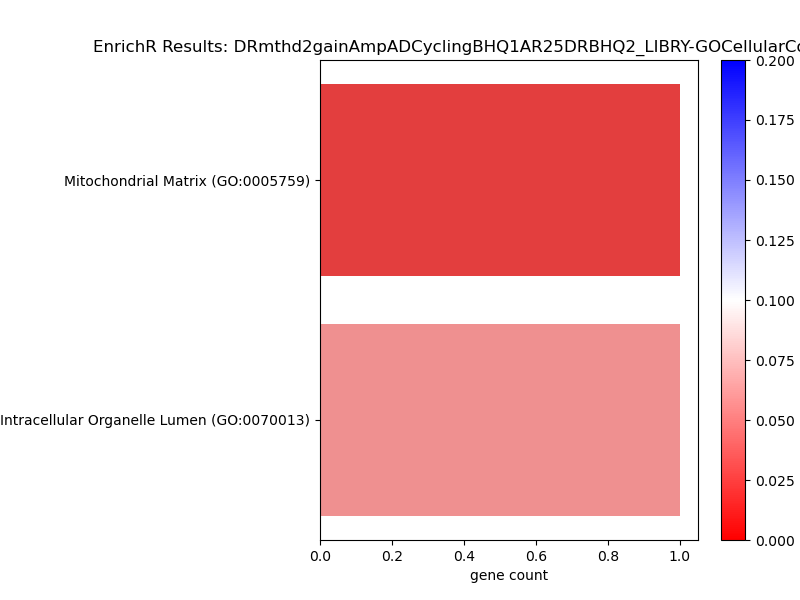 EnrichR Results: DRmthd2gainAmpADCyclingBHQ1AR25DRBHQ2_LIBRY-GOCellularCo
Mitochondrial Matrix (GO:0005759)
Intracellular Organelle Lumen (GO:0070013)
0.0 0.2 0.4 0.6 0.8 1.0
gene count
0.200
0.175
0.150
0.125
0.100
0.075
0.050
0.025
0.000